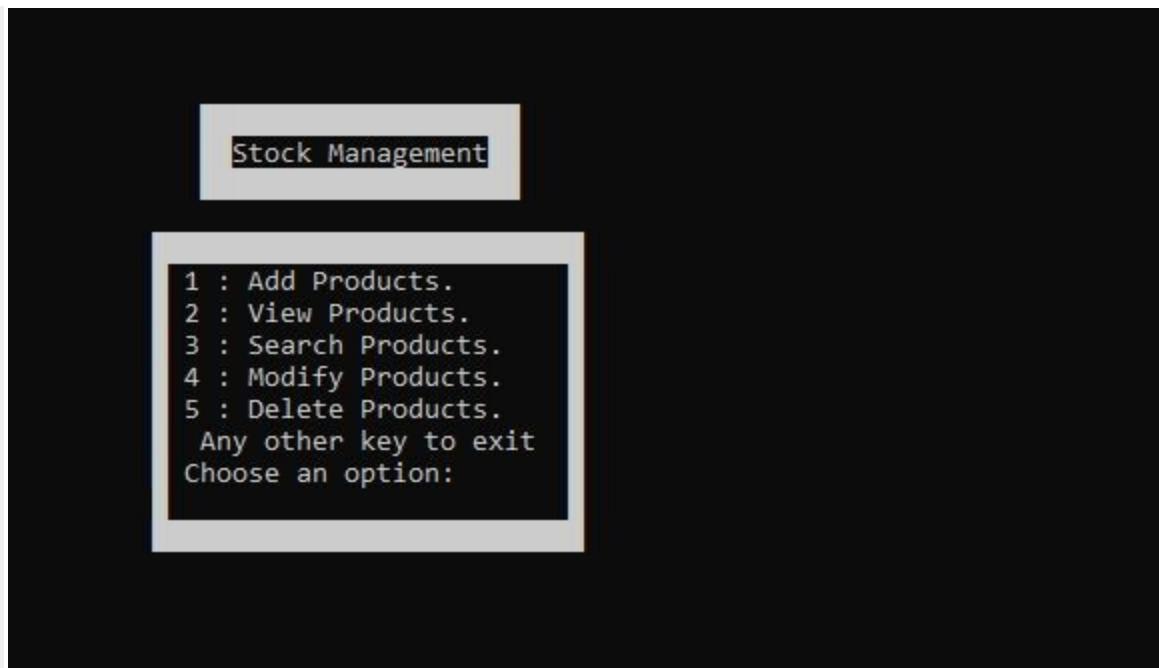 Stock Management
1 : Add Products.
2 : View Products.
3 : Search Products.
4 : Modify Products.
5 : Delete Products.
Any other key to exit
Choose an option: